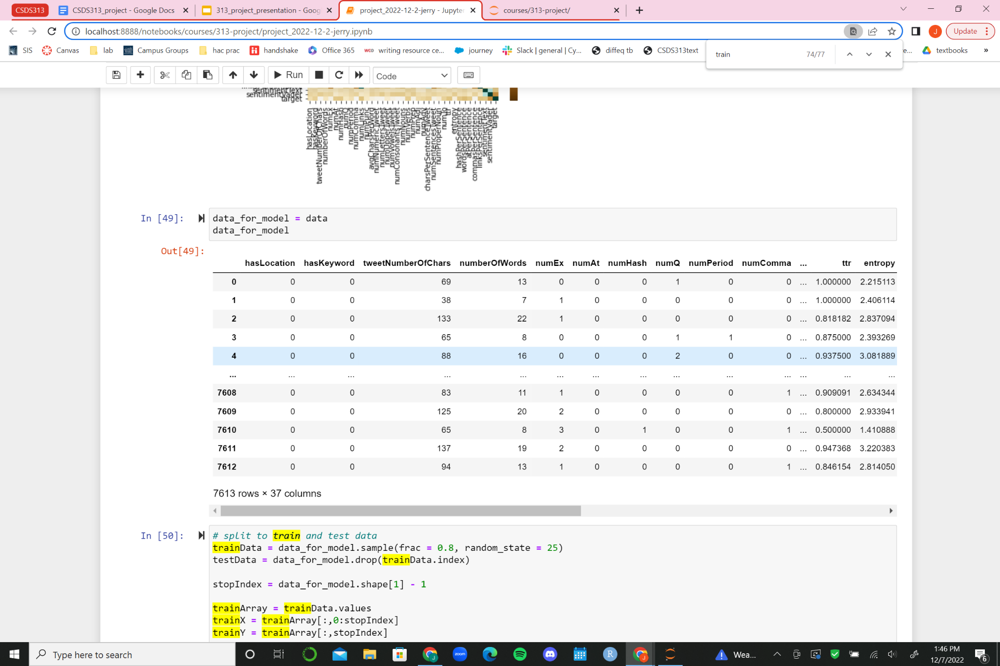 CSDS313
CSDS313_project - Google Docs
313_project_presentation - Goog
project_2022-12-2-jerry - Jupyte
courses/313-project/
localhost:8888/notebooks/courses/313-project/project_2022-12-2-jerry.ipynb
J
Update
SIS
Canvas
lab
Campus Groups
hac prac
handshake
Office 365
wco writing resource ce...
journey
Slack | general | Cy...
diffeq tb
CSDS313text
e...
textbooks
»
train 74/77
Run
Code
sentimentText
sentimentVader
target
hasLocation
hasKeyword
tweetNumberOfChars
numberOfWords
numEx
numAt
numHash
numQ
numPeriod
numComma
numLinks
numPunc
avgCharsPerWord
numNumericTweet
numLettersTweet
numUpperTweet
numVowelsTweet
numConsonantsTweet
numNouns
numVerbs
numPrep
numAdj
numAdv
charsPerSentenceTweet
numSentencesTweet
numProperNoun
numIQ
ttr
entropy
hashPerSentence
wordsPerSentence
atPerSentence
commasPerSentence
linksPerSentence
sentimentText
sentimentVader
target
In [49]:
data_for_model = data
data_for_model
Out[49]:
hasLocation hasKeyword tweetNumberOfChars numberOfWords numEx numAt numHash numQ numPeriod numComma ... ttr entropy
0 0 0 69 13 0 0 0 1 0 0 ... 1.000000 2.215113
1 0 0 38 7 1 0 0 0 0 0 ... 1.000000 2.406114
2 0 0 133 22 1 0 0 0 0 0 ... 0.818182 2.837094
3 0 0 65 8 0 0 0 1 1 0 ... 0.875000 2.393269
4 0 0 88 16 0 0 0 2 0 0 ... 0.937500 3.081889
... ... ... ... ... ... ... ... ... ... ... ... ... ...
7608 0 0 83 11 1 0 0 0 0 1 ... 0.909091 2.634344
7609 0 0 125 20 2 0 0 0 0 0 ... 0.800000 2.933941
7610 0 0 65 8 3 0 1 0 0 1 ... 0.500000 1.410888
7611 0 0 137 19 2 0 0 0 0 0 ... 0.947368 3.220383
7612 0 0 94 13 1 0 0 0 0 1 ... 0.846154 2.814050
7613 rows × 37 columns
In [50]:
# split to train and test data
trainData = data_for_model.sample(frac = 0.8, random_state = 25)
testData = data_for_model.drop(trainData.index)
stopIndex = data_for_model.shape[1] - 1
trainArray = trainData.values
trainX = trainArray[:,0:stopIndex]
trainY = trainArray[:,stopIndex]
Type here to search
zoom
R
Wea...
1:46 PM
12/7/2022
6